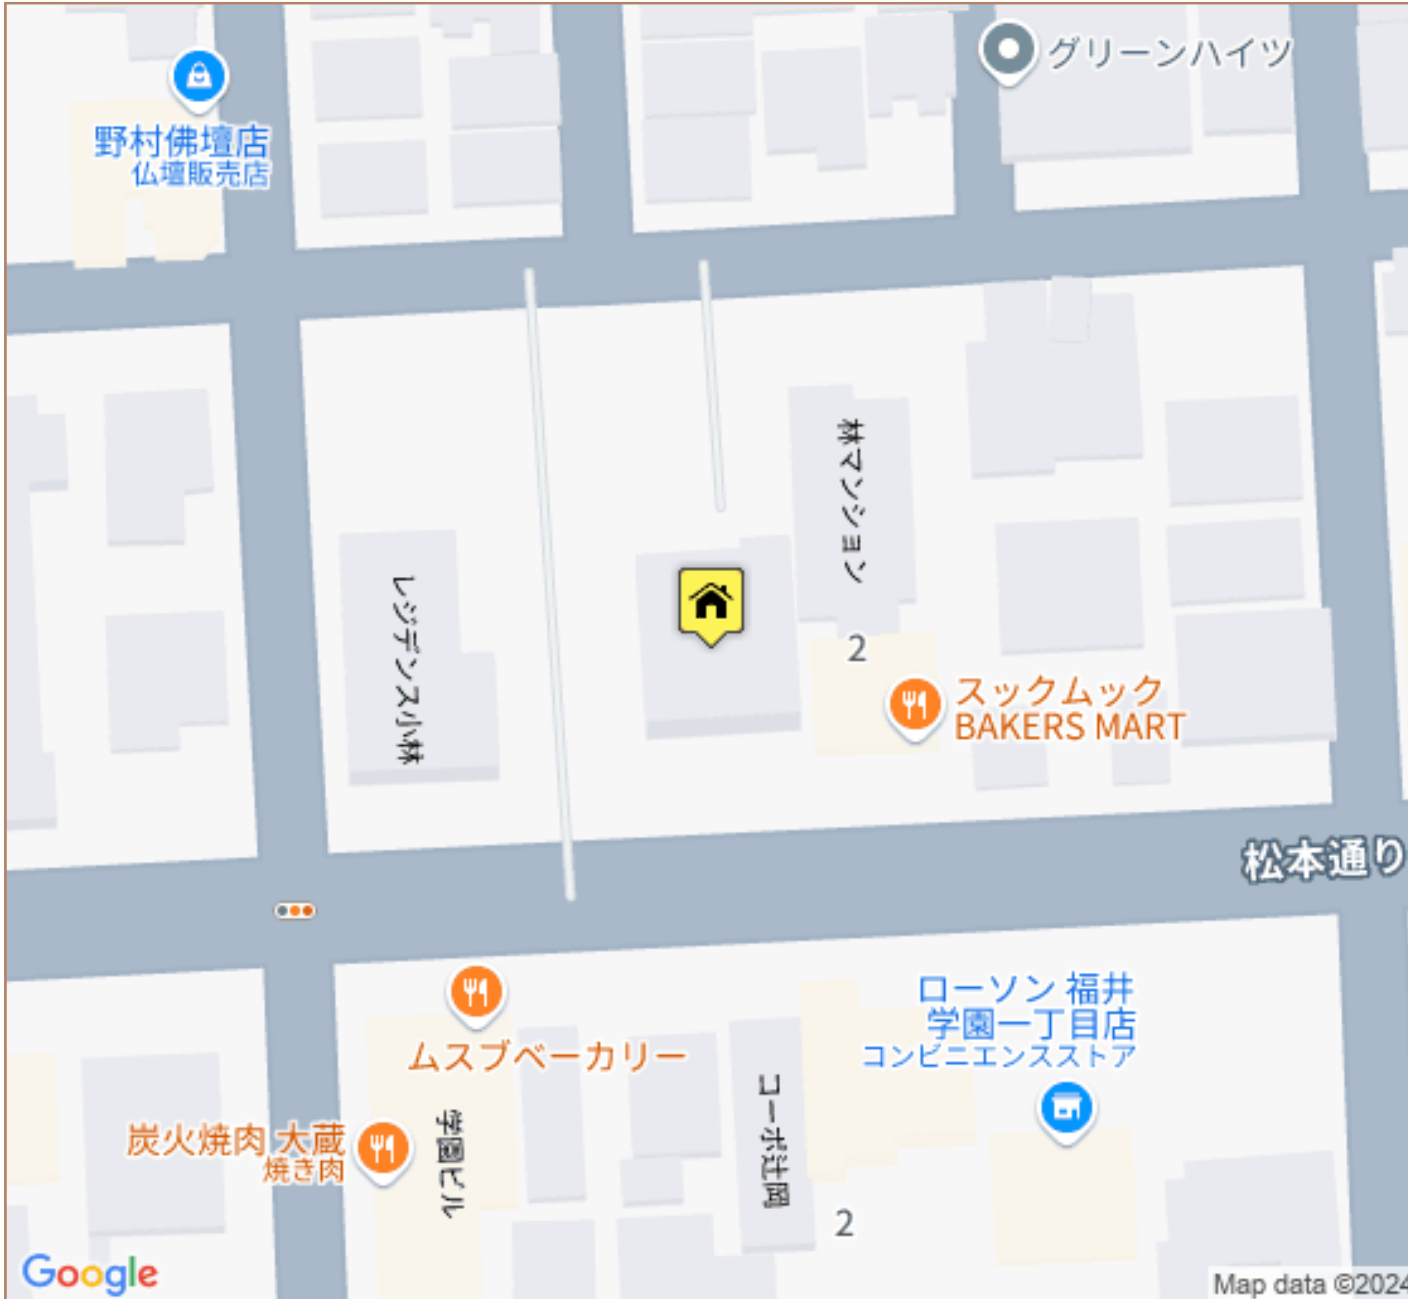 グリーンハイツ
野村佛壇店
仏壇販売店
林マンション
レジデンス小林
2
スックムック
BAKERS MART
松本通り
ローソン 福井
学園一丁目店
コンビニエンスストア
ムスブベーカリー
炭火焼肉 大蔵
焼き肉
学園ビル
コーポ辻岡
2
Google
Map data ©2024